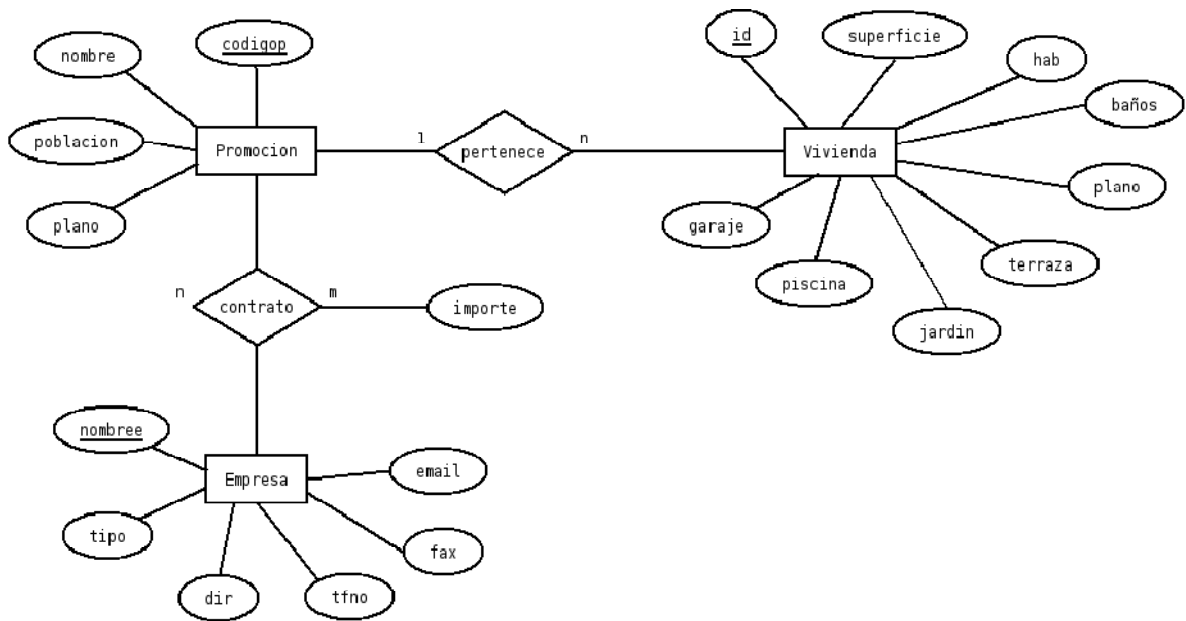 nombre
codigop
poblacion
Promocion
plano
1
pertenece
n
id
superficie
hab
baños
Vivienda
plano
garaje
piscina
jardin
terraza
n
contrato
m
importe
nombree
Empresa
email
tipo
dir
tfno
fax